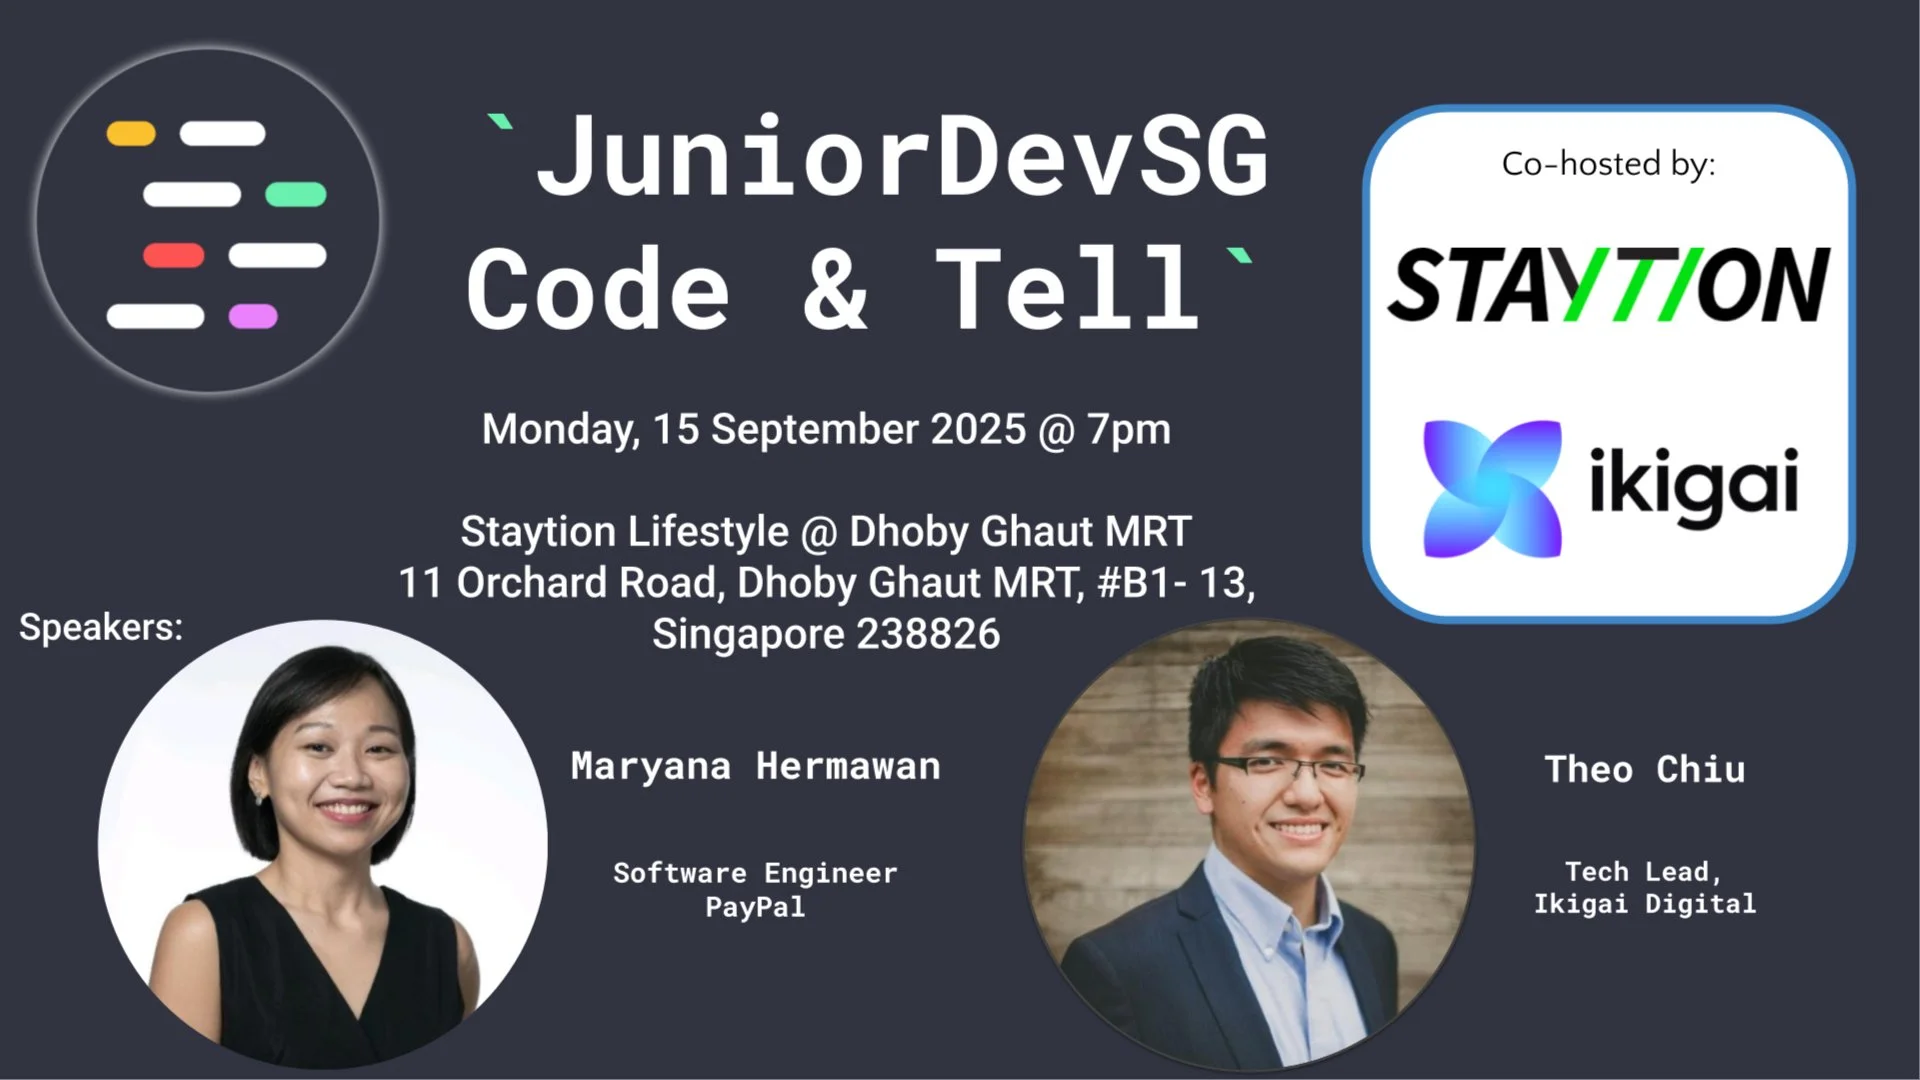 `JuniorDevSG
Code & Tell`
Monday, 15 September 2025 @ 7pm
Staytion Lifestyle @ Dhoby Ghaut MRT
11 Orchard Road, Dhoby Ghaut MRT, #B1- 13,
Singapore 238826
Co-hosted by:
STAYTION
ikigai
Speakers:
Maryana Hermawan
Software Engineer
PayPal
Theo Chiu
Tech Lead,
Ikigai Digital